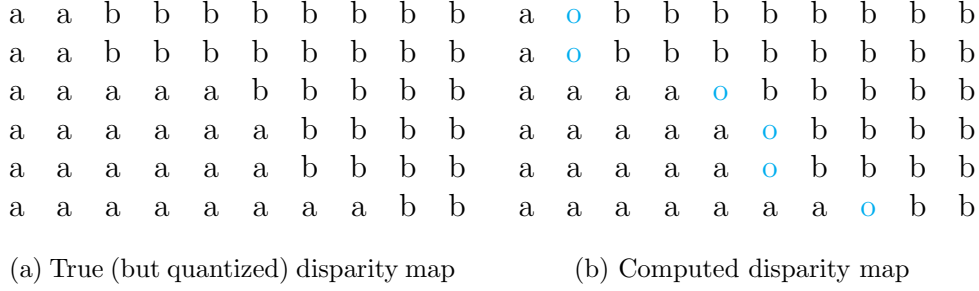 a a b b b b b b b b a o b b b b b b b b
a a b b b b b b b b a o b b b b b b b b
a a a a a b b b b b a a a a o b b b b b
a a a a a a b b b b a a a a a o b b b b
a a a a a a b b b b a a a a a o b b b b
a a a a a a a a b b a a a a a a a o b b
(a) True (but quantized) disparity map (b) Computed disparity map